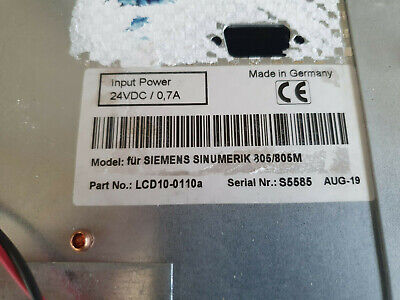 Input Power
24VDC / 0,7A
Made in Germany
CE
Model: für SIEMENS SINUMERIK 805/805M
Part No.: LCD10-0110a Serial Nr.: S5585 AUG-19